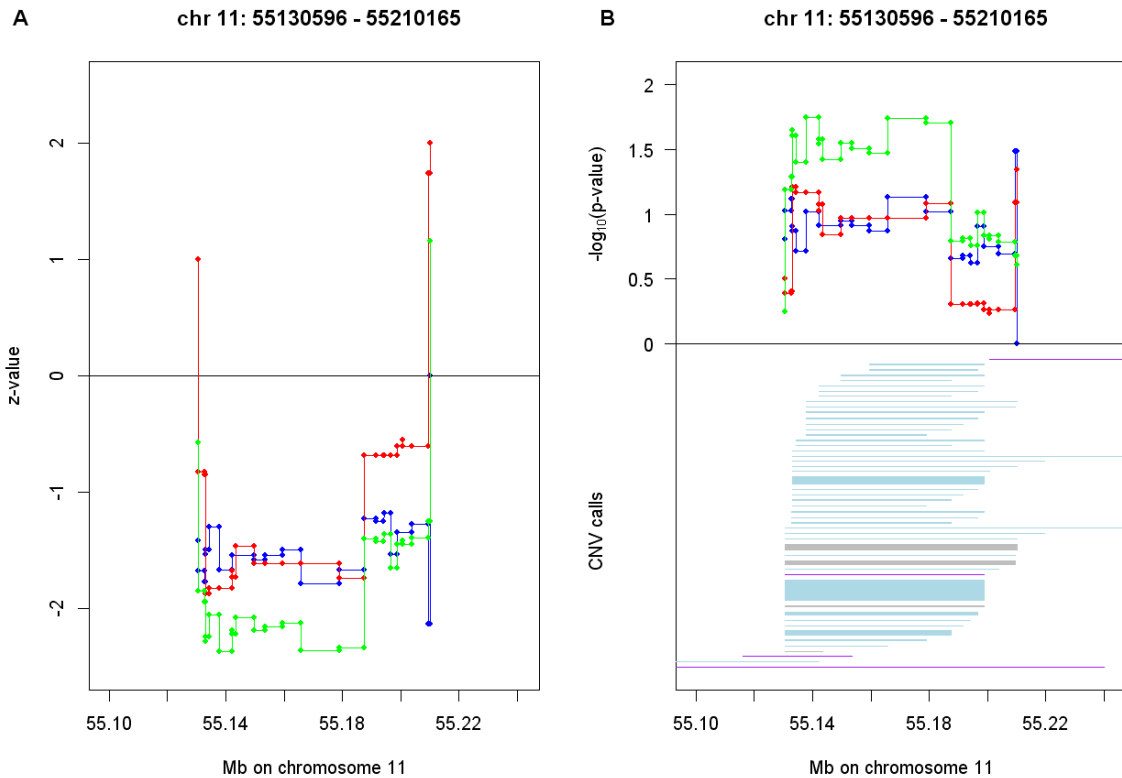 A
chr 11: 55130596 - 55210165
z-value
2
1
0
-1
-2
55.10
55.14
55.18
55.22
Mb on chromosome 11
B
chr 11: 55130596 - 55210165
-log10(p-value)
2
1.5
1
0.5
0
CNV calls
55.10
55.14
55.18
55.22
Mb on chromosome 11